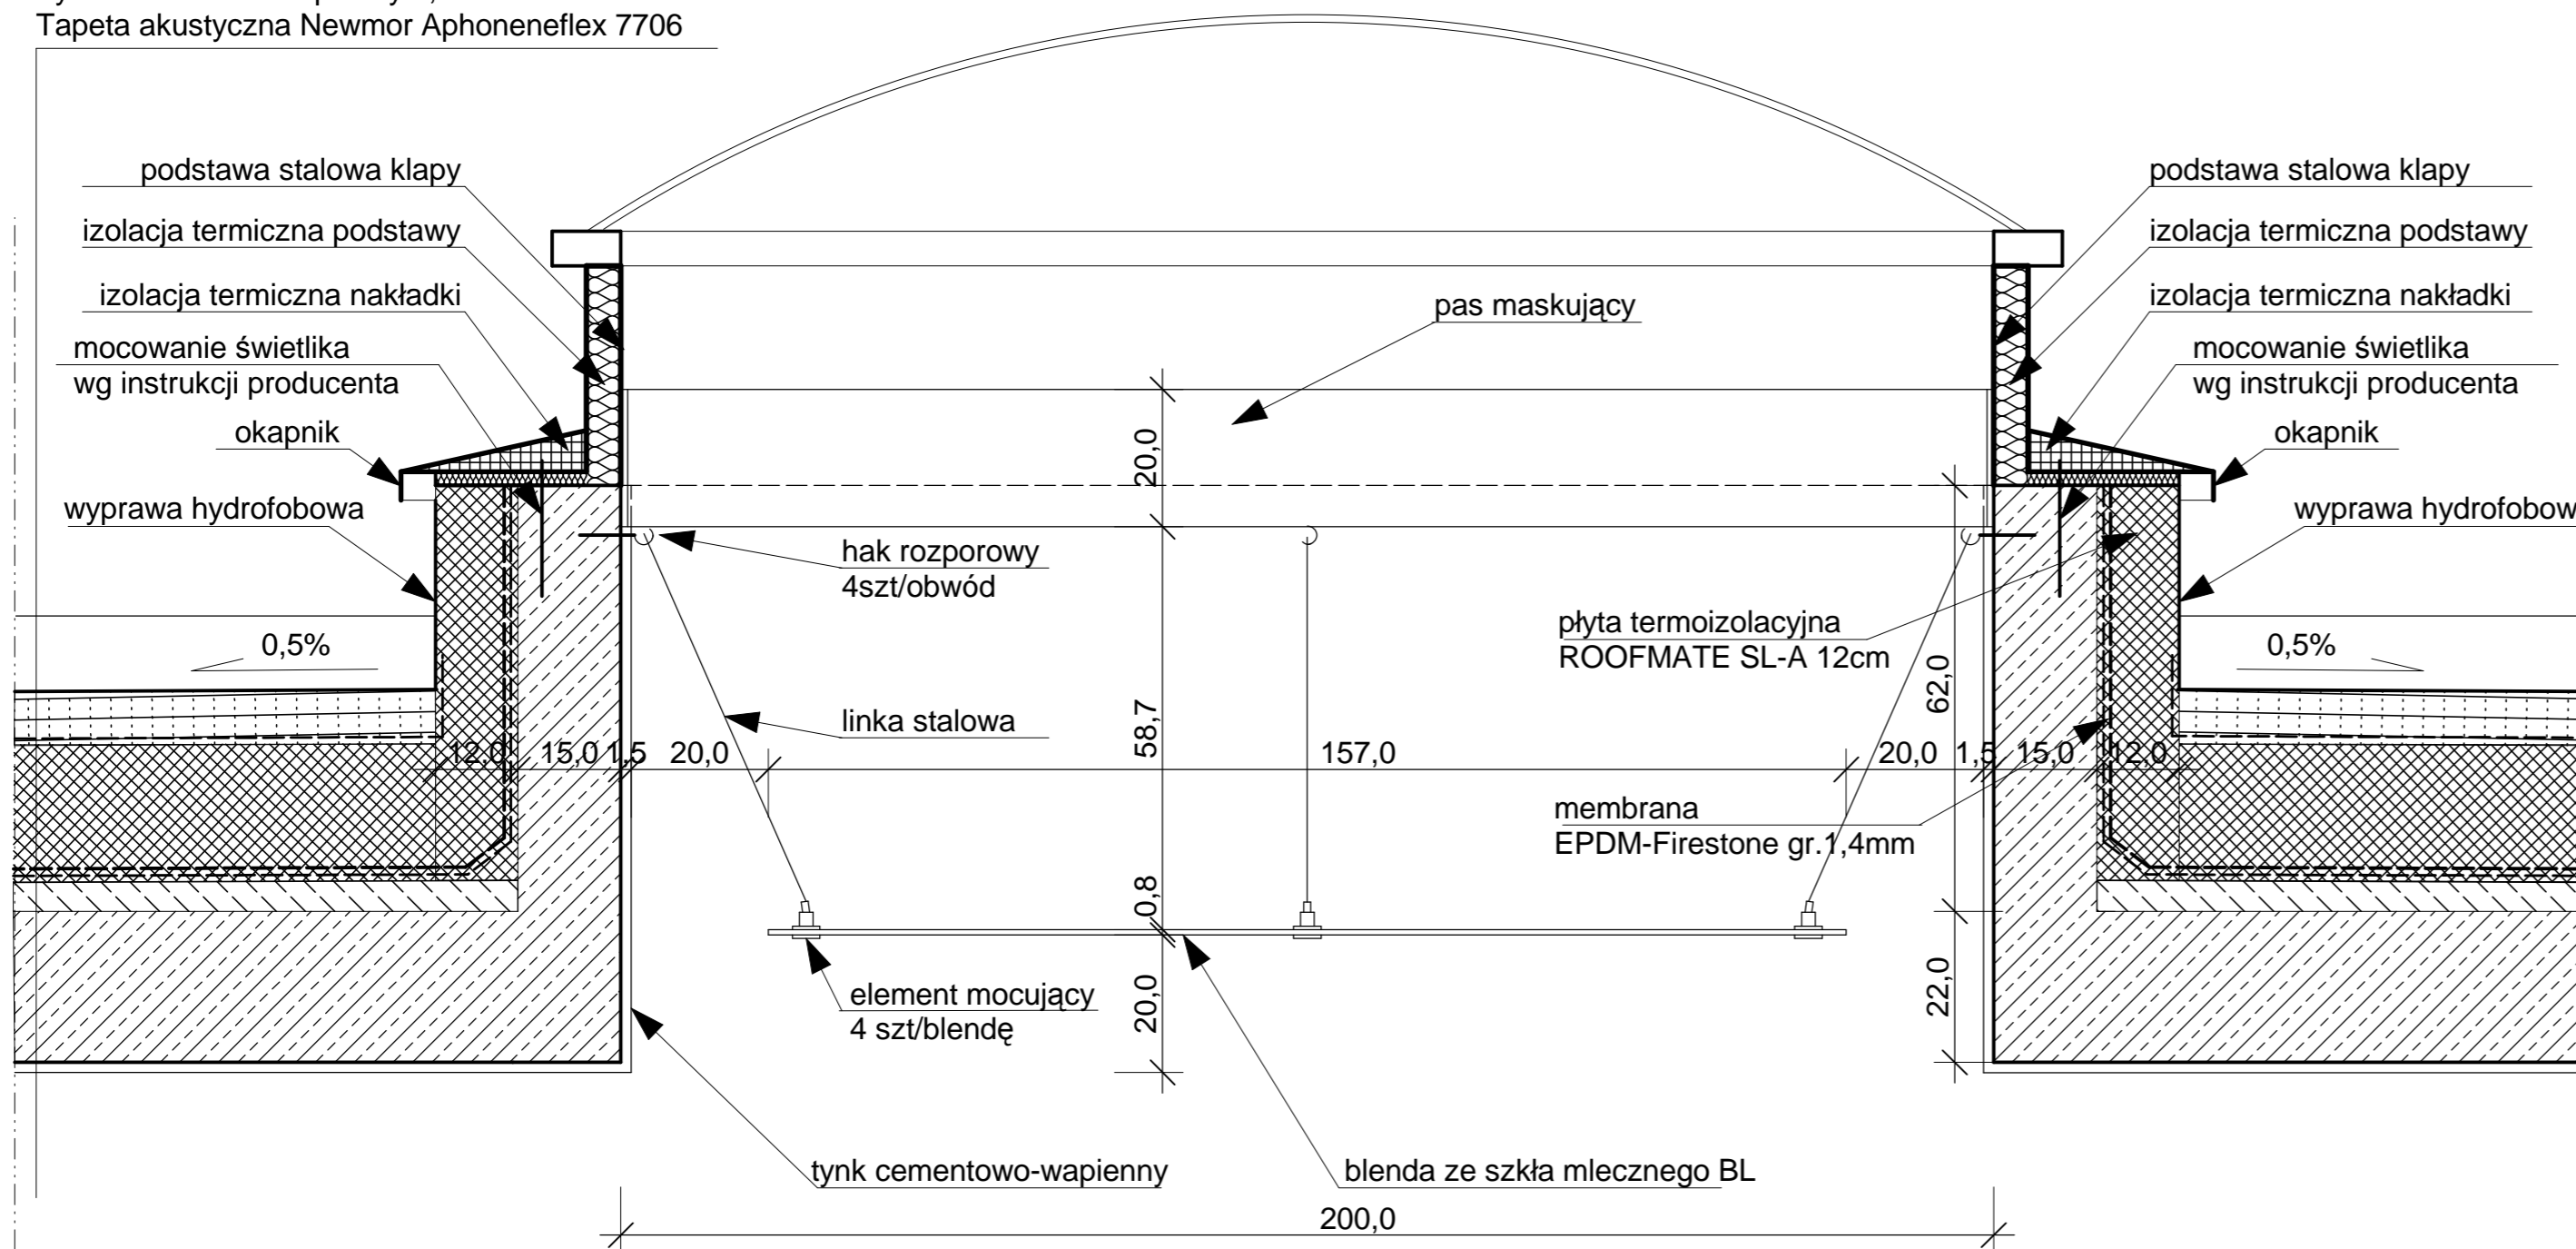 Tapeta akustyczna Newmor Aphoneneflex 7706
podstawa stalowa klapy
izolacja termiczna podstawy
izolacja termiczna nakładki
mocowanie świetlika
wg instrukcji producenta
okapnik
wyprawa hydrofobowa
0,5%
pas maskujący
20,0
hak rozporowy
4szt/obwód
linka stalowa
58,7
12,0 15,0 1,5 20,0 157,0 20,0 1,5 15,0 12,0
0,8
20,0
element mocujący
4 szt/blendę
tynk cementowo-wapienny
blenda ze szkła mlecznego BL
200,0
podstawa stalowa klapy
izolacja termiczna podstawy
izolacja termiczna nakładki
mocowanie świetlika
wg instrukcji producenta
okapnik
wyprawa hydrofobow
płyta termoizolacyjna
ROOFMATE SL-A 12cm
0,5%
62,0
membrana
EPDM-Firestone gr.1,4mm
22,0